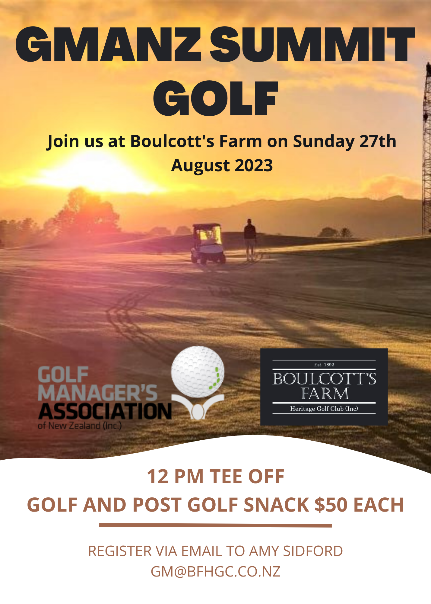 GMANZ SUMMIT
GOLF
Join us at Boulcott's Farm on Sunday 27th
August 2023
GOLF
MANAGER'S
ASSOCIATION
of New Zealand (Inc.)
Est. 1892
BOULCOTT'S
FARM
Heritage Golf Club (Inc)
12 PM TEE OFF
GOLF AND POST GOLF SNACK $50 EACH
REGISTER VIA EMAIL TO AMY SIDFORD
GM@BFHGC.CO.NZ